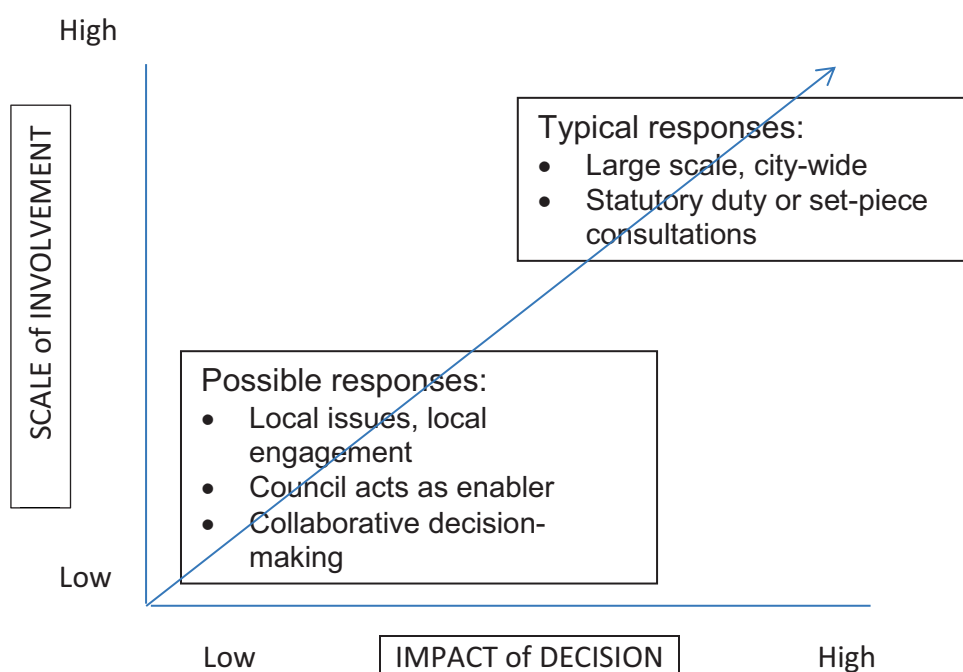 High
SCALE of INVOLVEMENT
Typical responses:
• Large scale, city-wide
• Statutory duty or set-piece
consultations
Possible responses:
• Local issues, local
engagement
• Council acts as enabler
• Collaborative decision-
making
Low
Low
IMPACT of DECISION
High